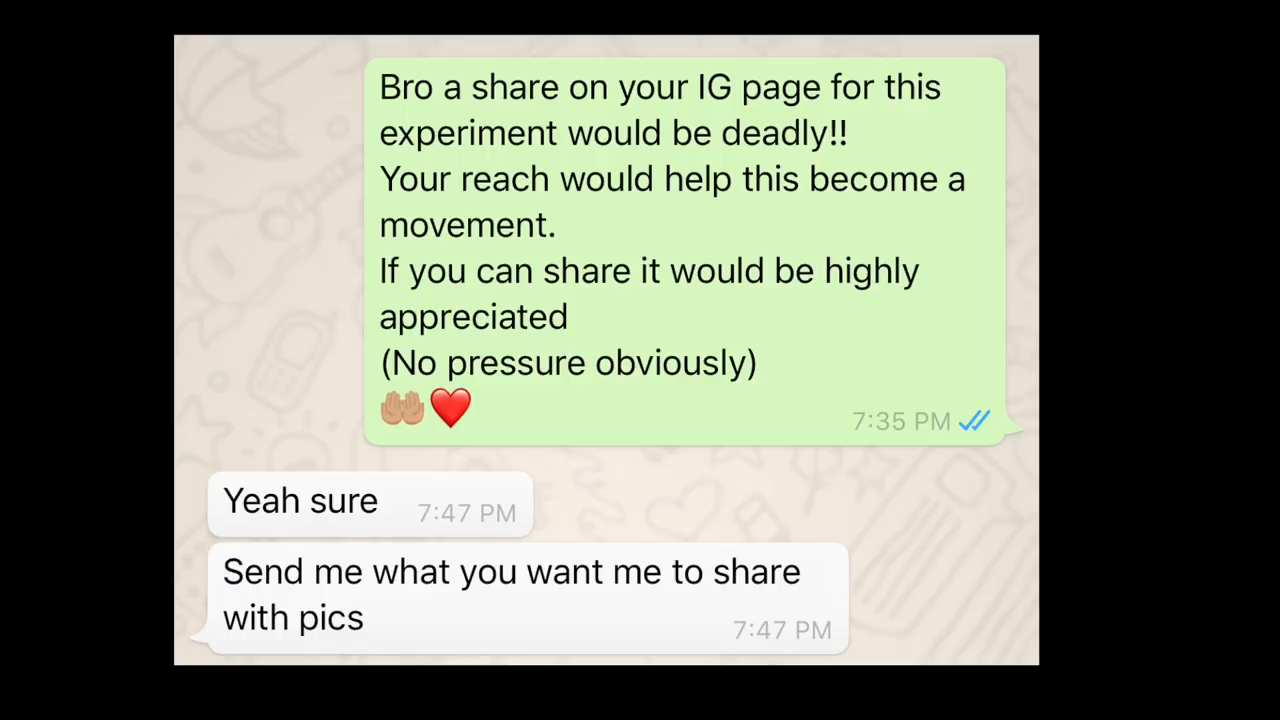 Bro a share on your IG page for this
experiment would be deadly!!
Your reach would help this become a
movement.
If you can share it would be highly
appreciated
(No pressure obviously)
🤲🏽❤️ 7:35 PM
Yeah sure 7:47 PM
Send me what you want me to share
with pics 7:47 PM